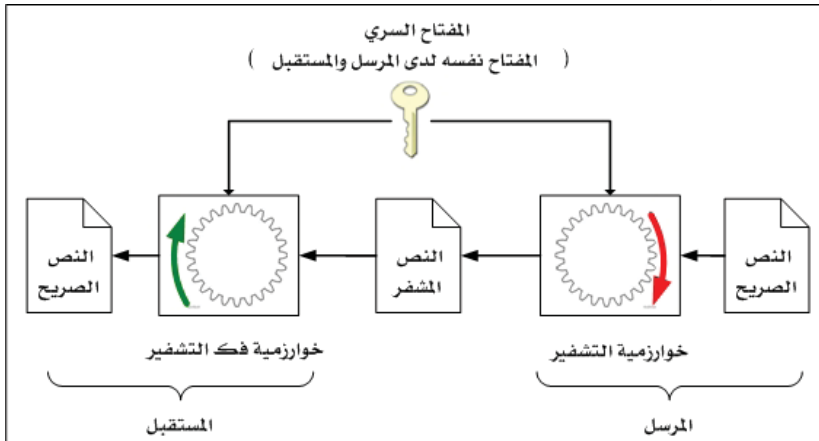 المفتاح السري
( المفتاح نفسه لدى المرسل والمستقبل )
النص
الصريح
النص
المشفر
النص
الصريح
خوارزمية التشفير
خوارزمية فك التشفير
المرسل
المستقبل